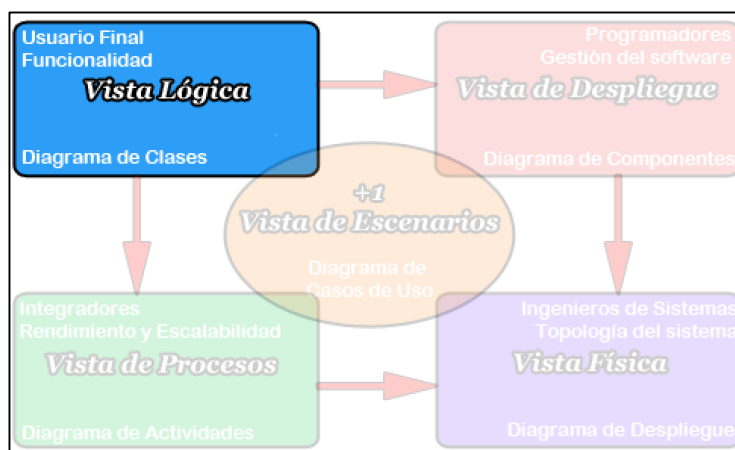 Usuario Final
Funcionalidad
Vista Lógica
Diagrama de Clases
Programadores
Gestión del software
Vista de Despliegue
Diagrama de Componentes
+1
Vista de Escenarios
Diagrama de
Casos de Uso
Integradores
Rendimiento y Escalabilidad
Vista de Procesos
Diagrama de Actividades
Ingenieros de Sistemas
Topología del sistema
Vista Física
Diagrama de Despliegue